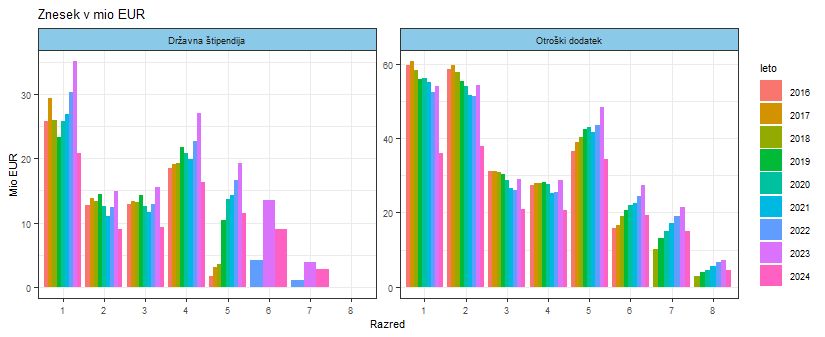 Znesek v mio EUR
Državna štipendija
Otroški dodatek
Mio EUR
30
20
10
0
60
40
20
0
1 2 3 4 5 6 7 8
1 2 3 4 5 6 7 8
Razred
leto
2016
2017
2018
2019
2020
2021
2022
2023
2024